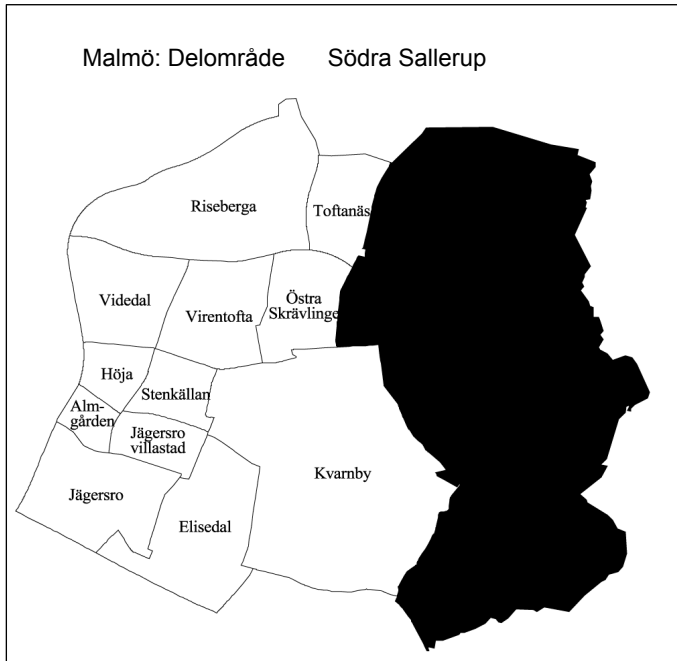 Malmö: Delområde Södra Sallerup
Riseberga
Toftanäs
Videdal
Virentofta
Östra
Skrävlinge
Höja
Stenkällan
Alm-
gården
Jägersro
villastad
Kvarnby
Jägersro
Elisedal